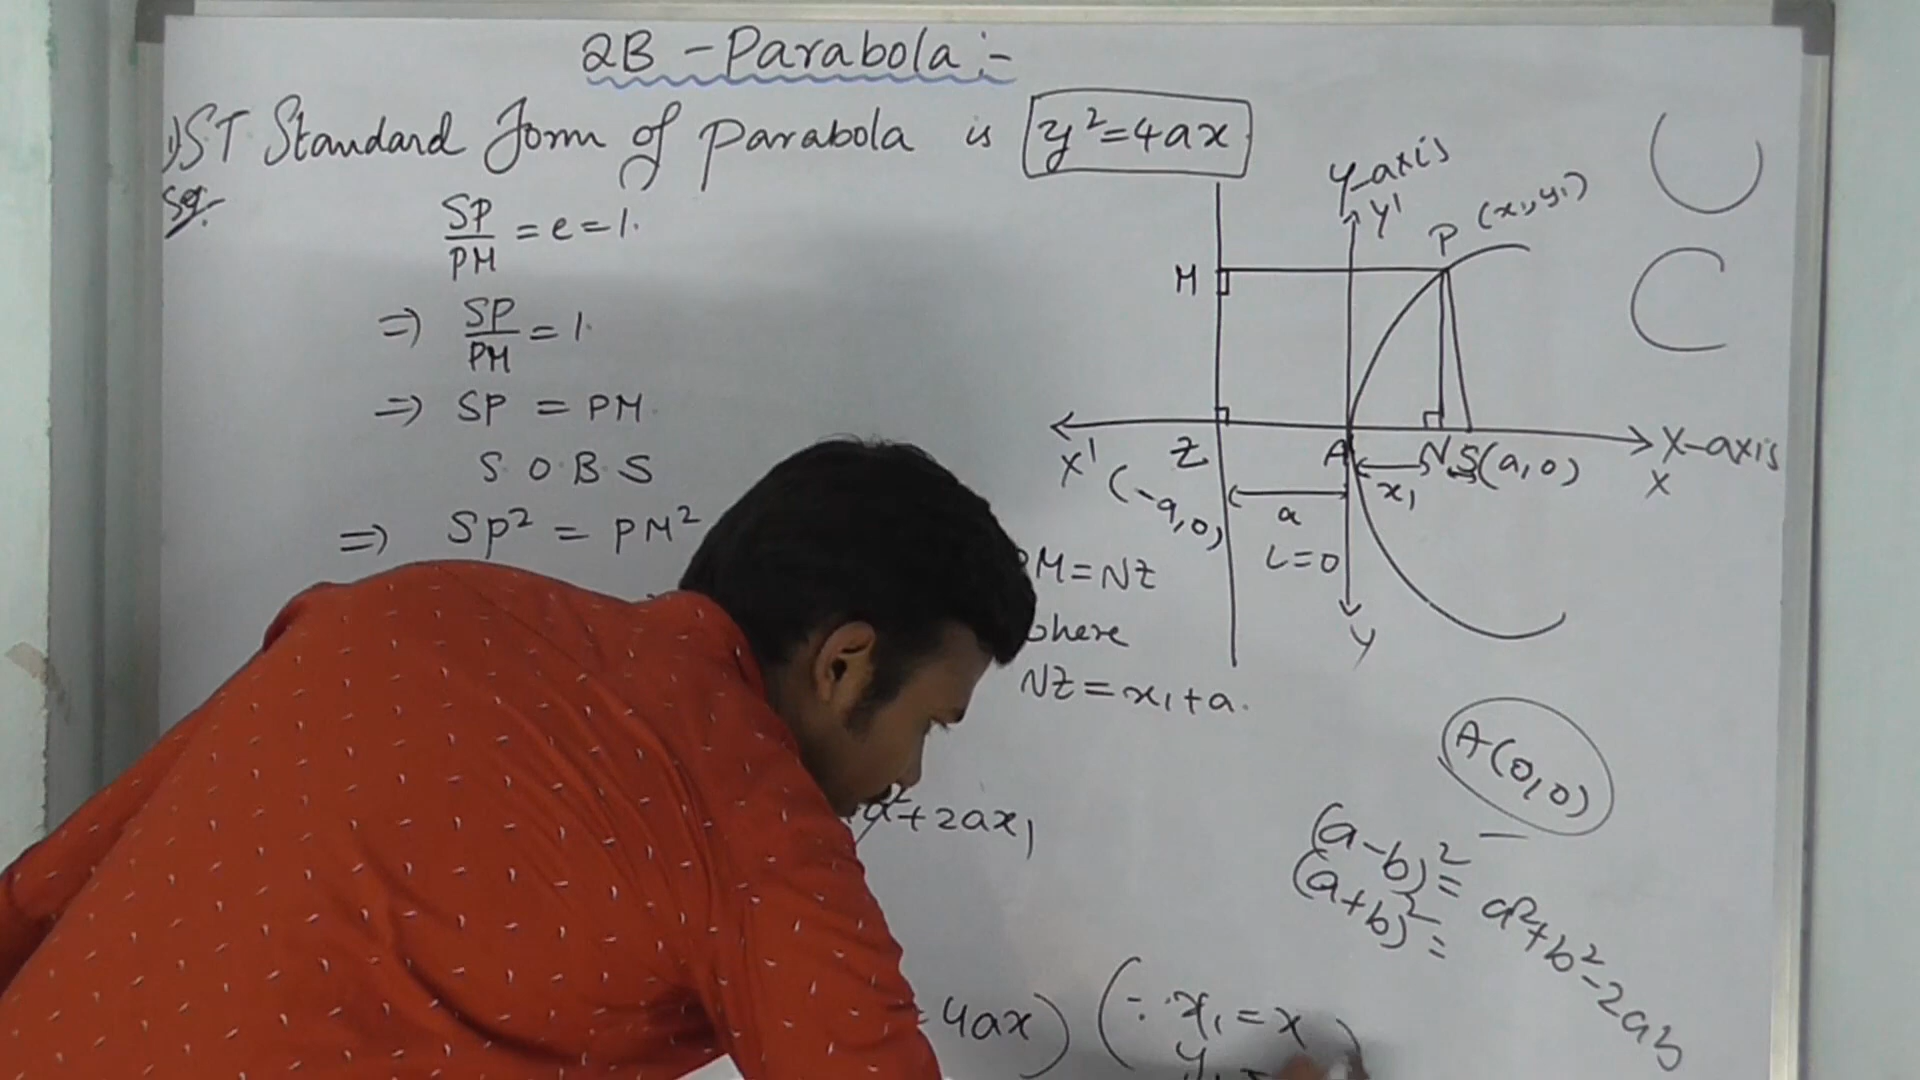 2B - Parabola :-
1) ST Standard Form of parabola is y²=4ax
Sol.
SP/PM = e = 1.
=> SP/PM = 1.
=> SP = PM.
S O B S
=> SP² = PM²
M = NZ
where
NZ = x₁+a.
a²+2ax₁
4ax) (∵ x₁ = x
y₁ =
Y-axis
Y'
P (x₁, y₁)
M
X' Z A N S(a,0) X-axis
X
(-a,0)
a
x₁
L=0
Y
A(0,0)
(a-b)² = a²+b²-2ab
(a+b)² =